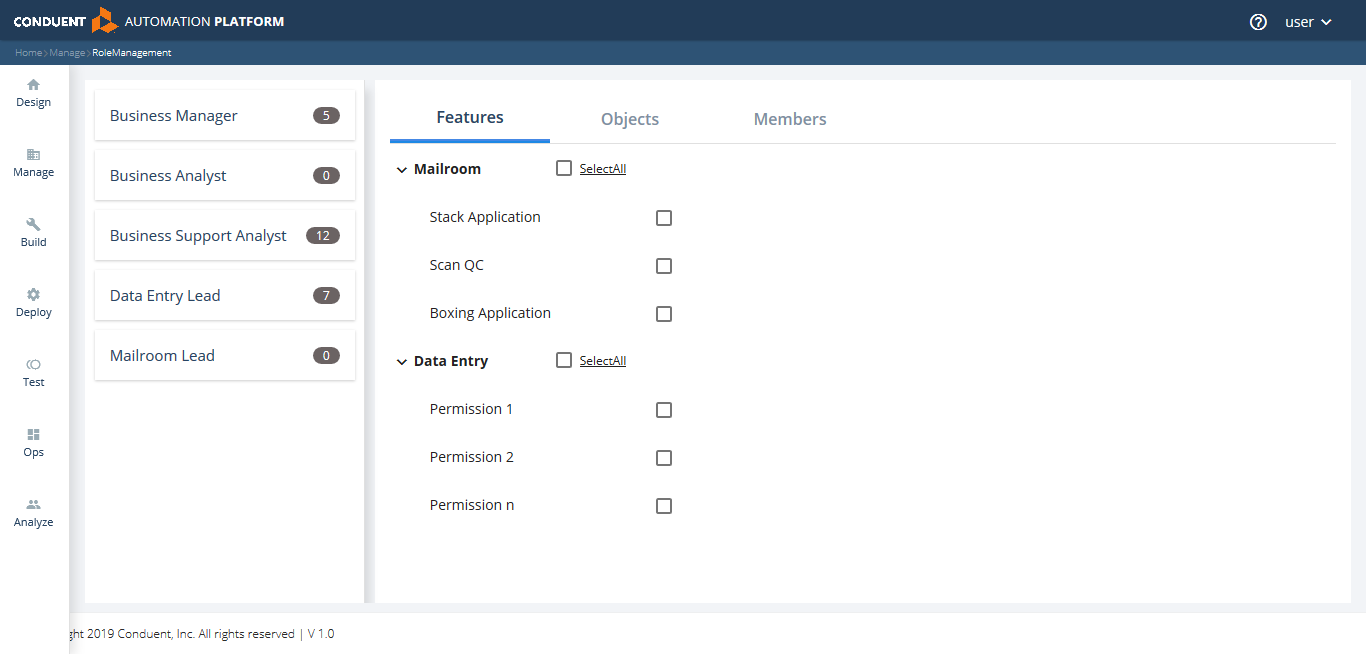 CONDUENT AUTOMATION PLATFORM
user
Home › Manage › RoleManagement
Design
Manage
Build
Deploy
Test
Ops
Analyze
Business Manager 5
Business Analyst 0
Business Support Analyst 12
Data Entry Lead 7
Mailroom Lead 0
Features Objects Members
Mailroom SelectAll
Stack Application
Scan QC
Boxing Application
Data Entry SelectAll
Permission 1
Permission 2
Permission n
ght 2019 Conduent, Inc. All rights reserved | V 1.0